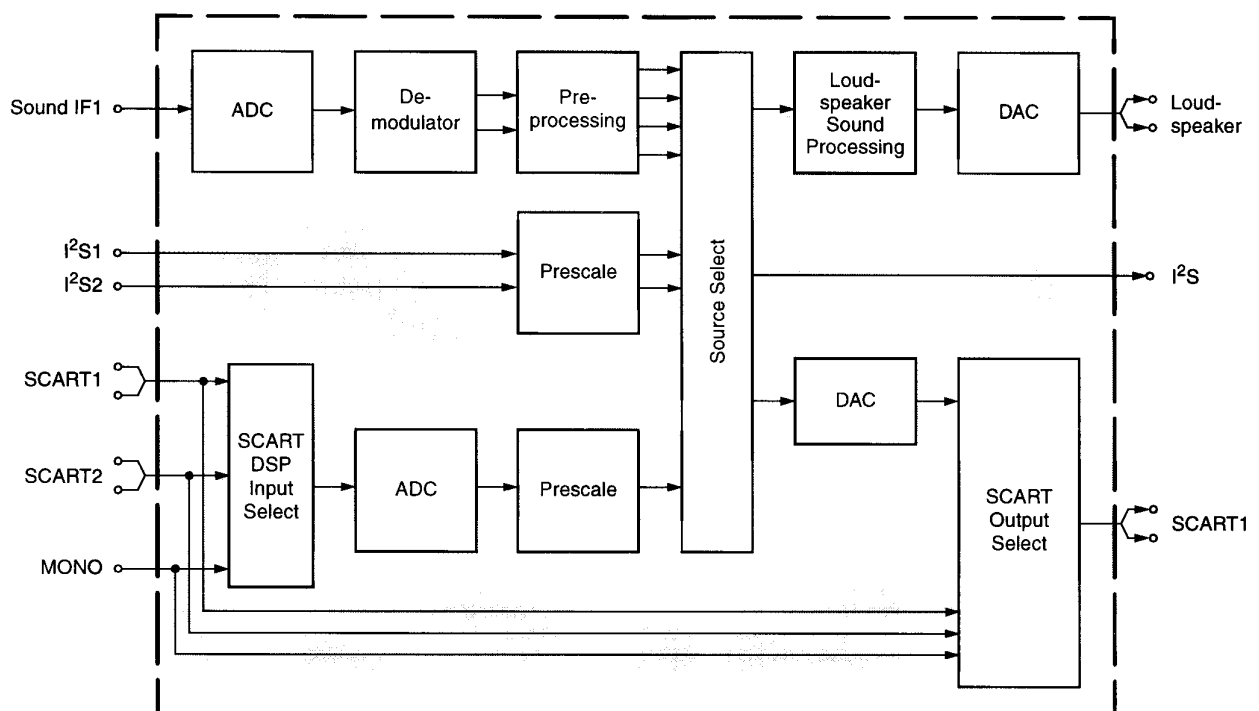 Sound IF1
ADC
De-
modulator
Pre-
processing
Loud-
speaker
Sound
Processing
DAC
Loud-
speaker
I²S1
I²S2
Prescale
Source Select
I²S
SCART1
SCART2
MONO
SCART
DSP
Input
Select
ADC
Prescale
DAC
SCART
Output
Select
SCART1